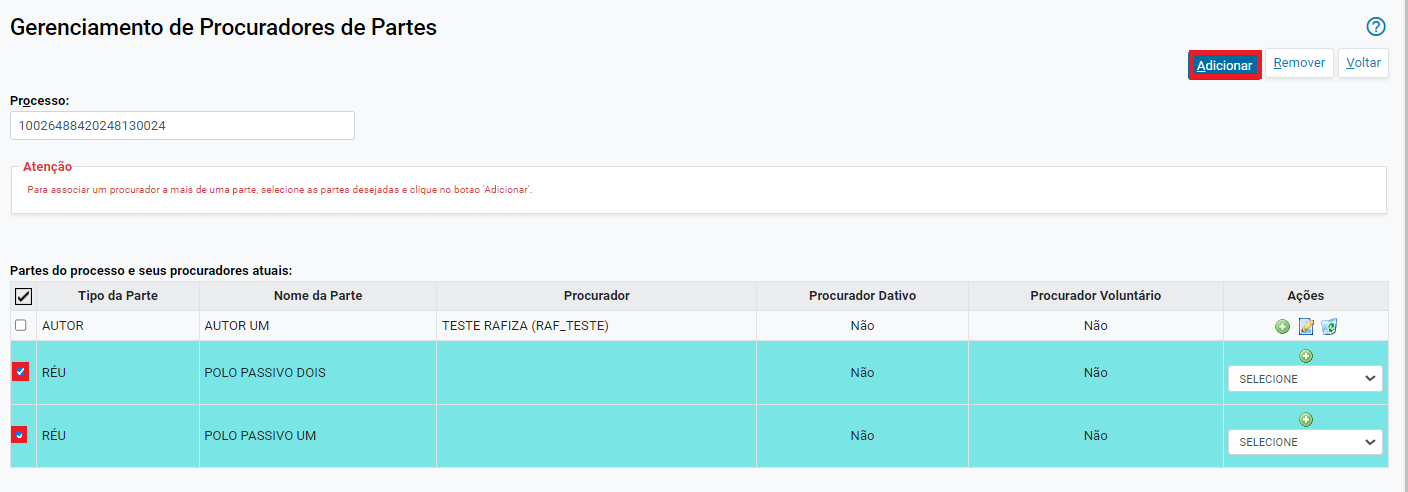 Gerenciamento de Procuradores de Partes
Adicionar Remover Voltar
Processo:
10026488420248130024
Atenção
Para associar um procurador a mais de uma parte, selecione as partes desejadas e clique no botao 'Adicionar'.
Partes do processo e seus procuradores atuais:
Tipo da Parte Nome da Parte Procurador Procurador Dativo Procurador Voluntário Ações
AUTOR AUTOR UM TESTE RAFIZA (RAF_TESTE) Não Não
RÉU POLO PASSIVO DOIS Não Não SELECIONE
RÉU POLO PASSIVO UM Não Não SELECIONE